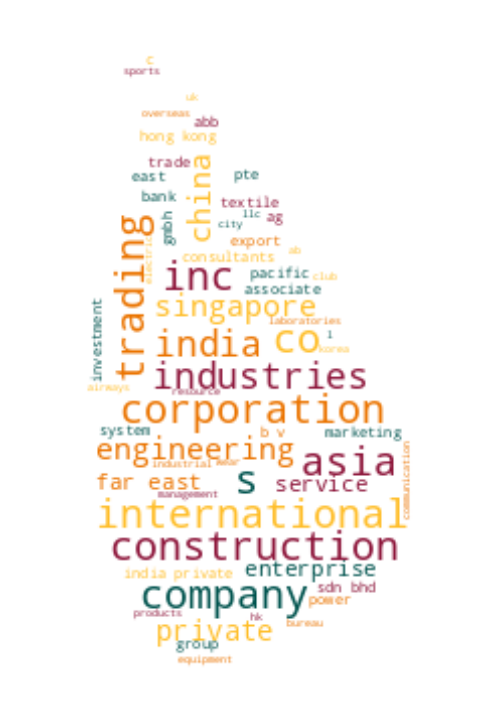 c
sports
uk
overseas
abb
hong kong
trade
china
east
pte
bank
textile
gmbh
llc
ag
trading
city
export
electric
ab
consultants
inc
pacific
club
associate
investment
singapore
laboratories
india
co
l
korea
industries
airways
resource
corporation
system
b v
marketing
engineering
asia
communication
industrial
wear
far east
s
service
management
international
construction
enterprise
india private
company
sdn bhd
power
products
hk
private
bureau
group
equipment